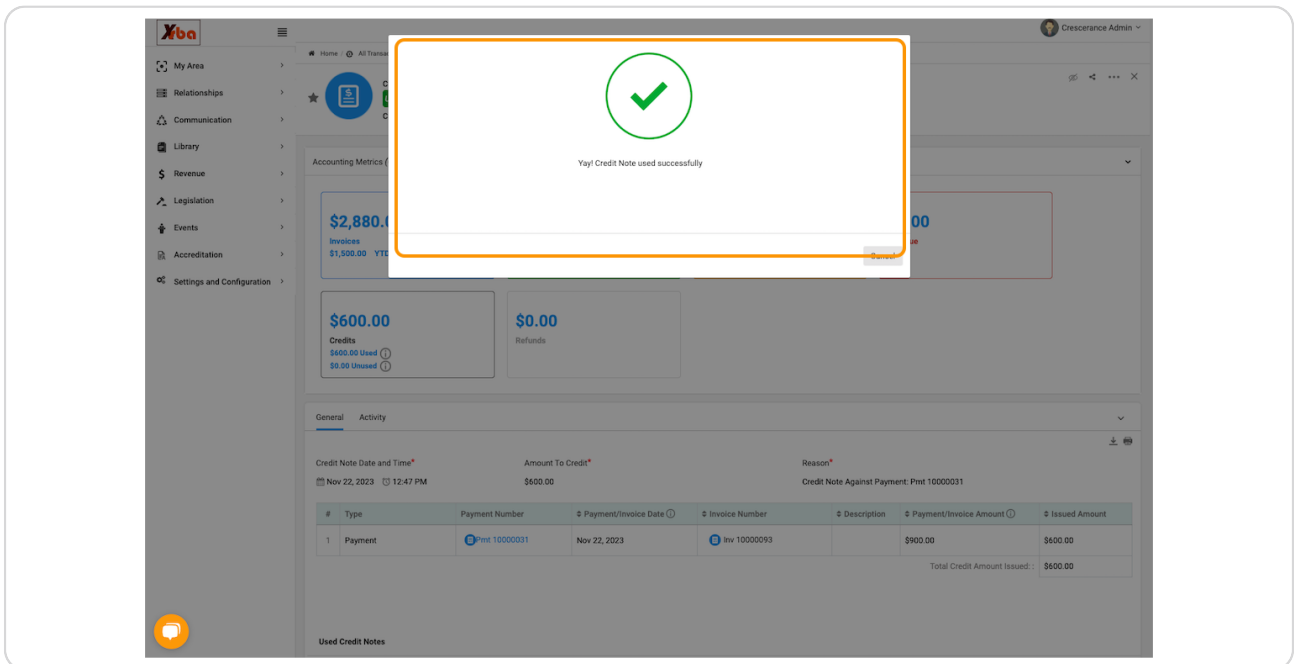 Xrba
Crescerance Admin
My Area
Relationships
Communication
Library
Revenue
Legislation
Events
Accreditation
Settings and Configuration
Home / All Transac
Yay! Credit Note used successfully
Cancel
Accounting Metrics (
$2,880.0
Invoices
$1,500.00 YTD
00
ue
$600.00
Credits
$600.00 Used
$0.00 Unused
$0.00
Refunds
General Activity
Credit Note Date and Time* Amount To Credit* Reason*
Nov 22, 2023 12:47 PM $600.00 Credit Note Against Payment: Pmt 10000031
# Type Payment Number Payment/Invoice Date Invoice Number Description Payment/Invoice Amount Issued Amount
1 Payment Pmt 10000031 Nov 22, 2023 Inv 10000093 $900.00 $600.00
Total Credit Amount Issued: : $600.00
Used Credit Notes